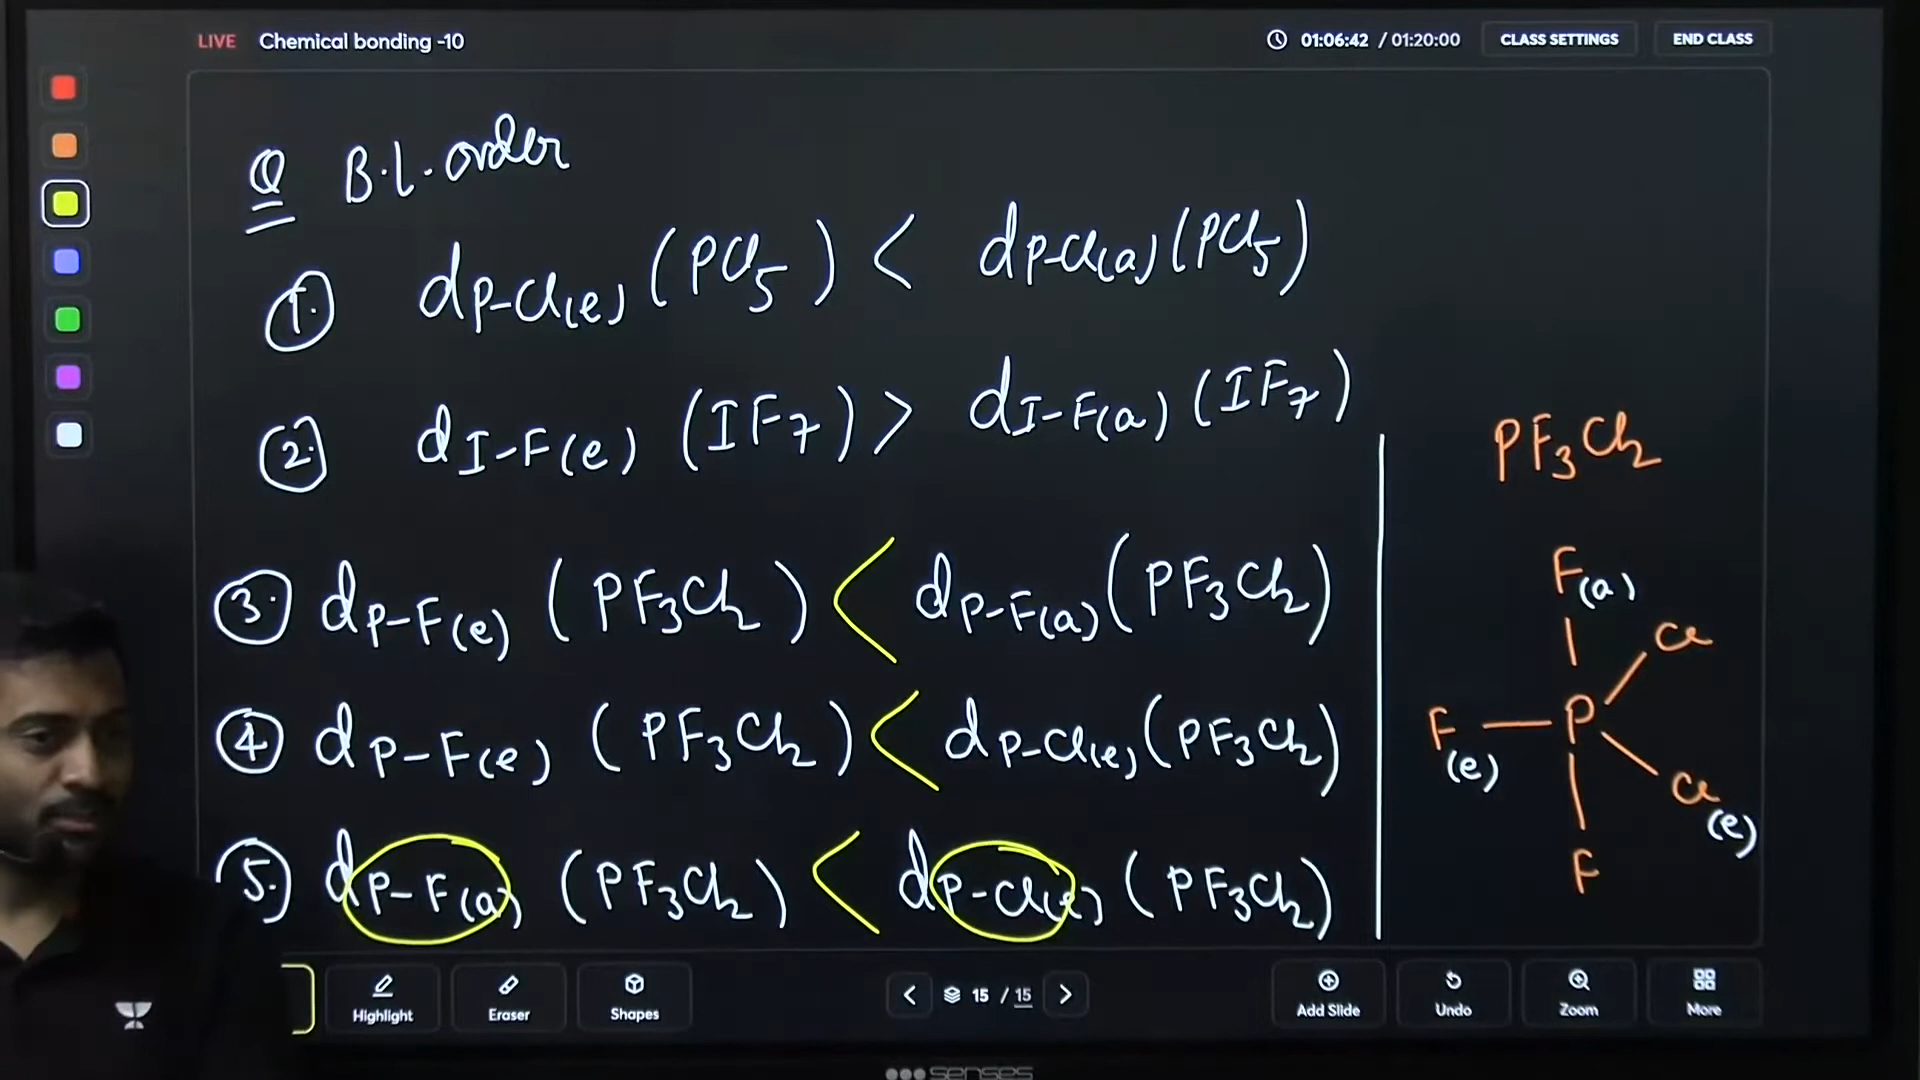 LIVE Chemical bonding -10
01:06:42 / 01:20:00 CLASS SETTINGS END CLASS
Q B.l. order
1. dP-Cl(e) (PCl5) < dP-Cl(a) (PCl5)
2. dI-F(e) (IF7) > dI-F(a) (IF7)
3. dP-F(e) (PF3Cl2) < dP-F(a) (PF3Cl2)
4. dP-F(e) (PF3Cl2) < dP-Cl(e) (PF3Cl2)
5. dP-F(a) (PF3Cl2) < dP-Cl(e) (PF3Cl2)
PF3Cl2
F(a)
Cl
F P
(e)
Cl
(e)
F
Highlight Eraser Shapes 15 / 15 Add Slide Undo Zoom More
senses